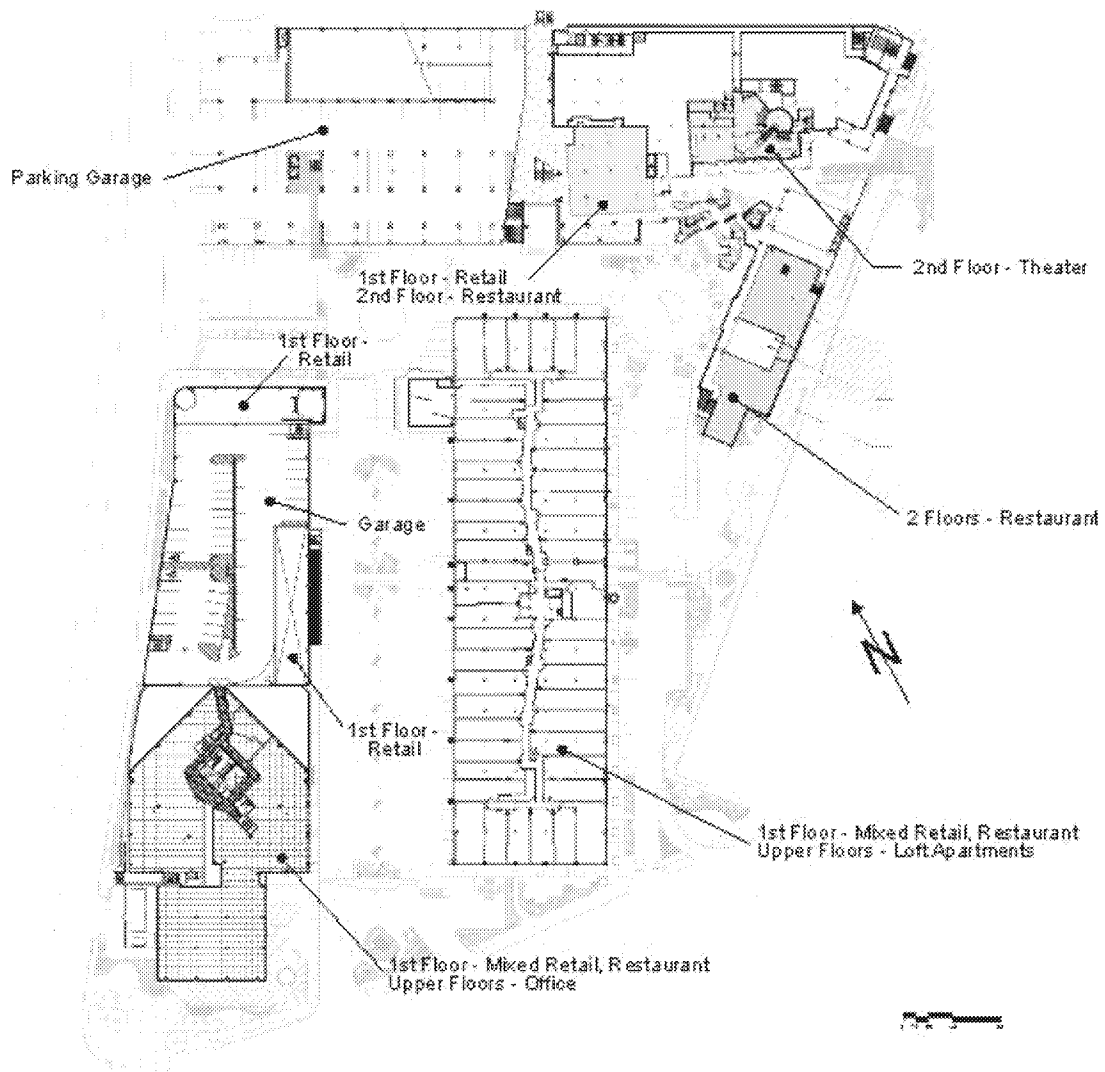 Parking Garage
1st Floor - Retail
2nd Floor - Restaurant
2nd Floor - Theater
1st Floor -
Retail
Garage
2 Floors - Restaurant
N
1st Floor -
Retail
1st Floor - Mixed Retail, Restaurant
Upper Floors - Loft Apartments
1st Floor - Mixed Retail, Restaurant
Upper Floors - Office